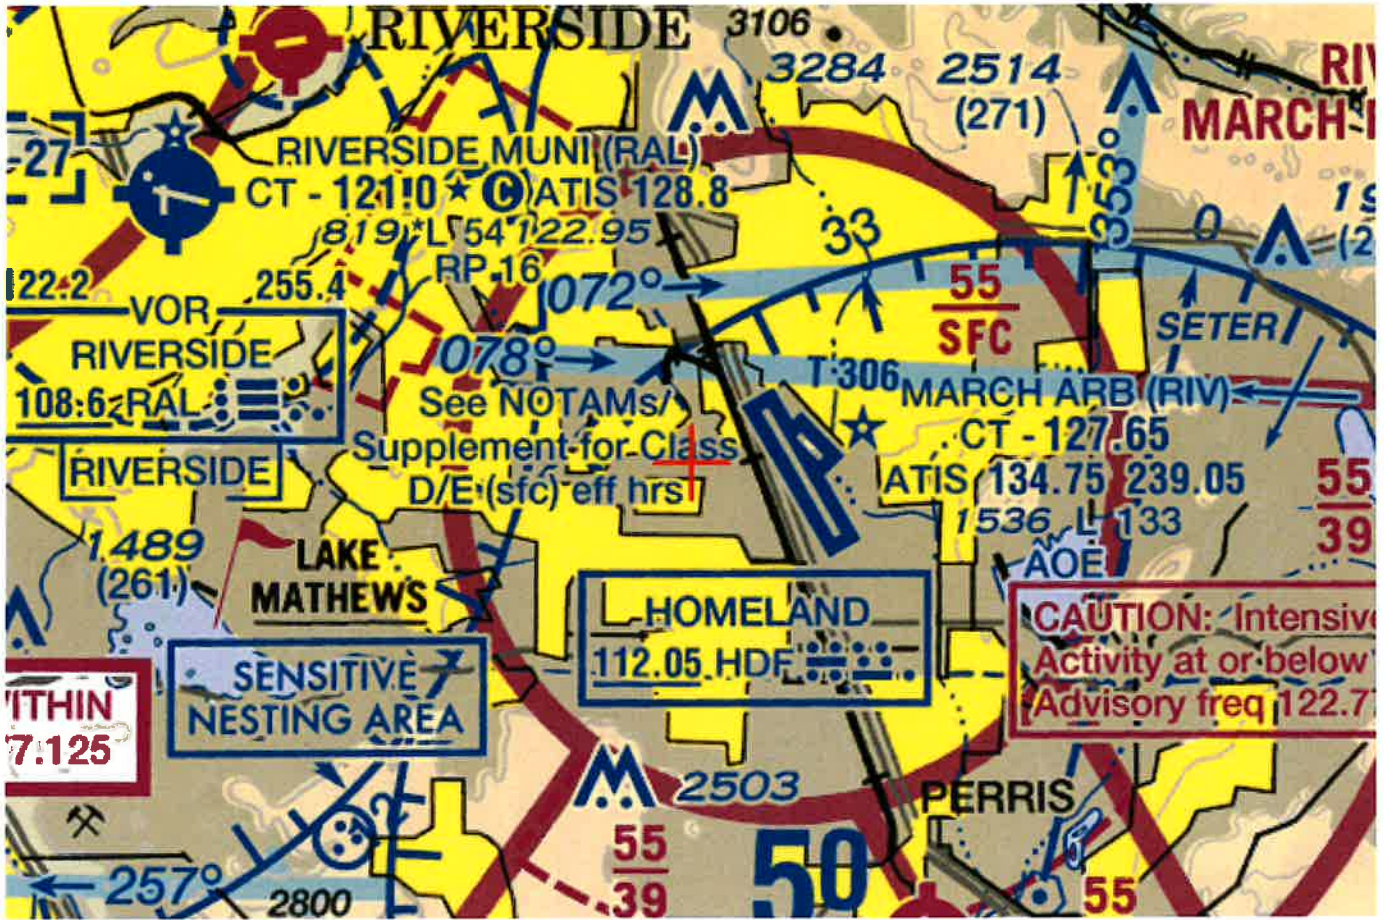 RIVERSIDE
3106
3284
2514
(271)
MARCH
-27
RIVERSIDE MUNI (RAL)
CT - 121.0 ★ C ATIS 128.8
819 *L 54 122.95
RP 16
353°
33
0
122.2
255.4
072°
55
SFC
SETER
VOR
RIVERSIDE
108.6 RAL
RIVERSIDE
078°
T 306
See NOTAMs/
Supplement for Class
D/E (sfc) eff hrs
MARCH ARB (RIV)
CT - 127.65
ATIS 134.75 239.05
1536 L 133
AOE
55
39
1489
(261)
LAKE
MATHEWS
HOMELAND
112.05 HDF
CAUTION: Intensive
Activity at or below
Advisory freq 122.7
SENSITIVE
NESTING AREA
7.125
2503
PERRIS
55
39
50
55
12
257°
2800